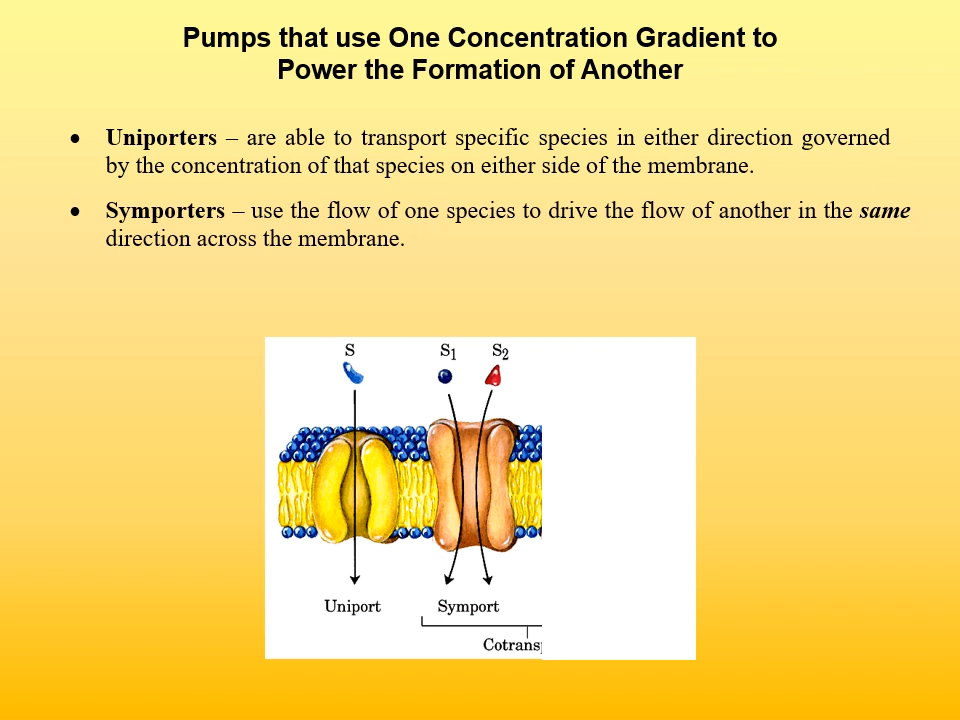 Pumps that use One Concentration Gradient to
Power the Formation of Another
• Uniporters – are able to transport specific species in either direction governed
by the concentration of that species on either side of the membrane.
• Symporters – use the flow of one species to drive the flow of another in the same
direction across the membrane.
S S1 S2
Uniport Symport
Cotransp